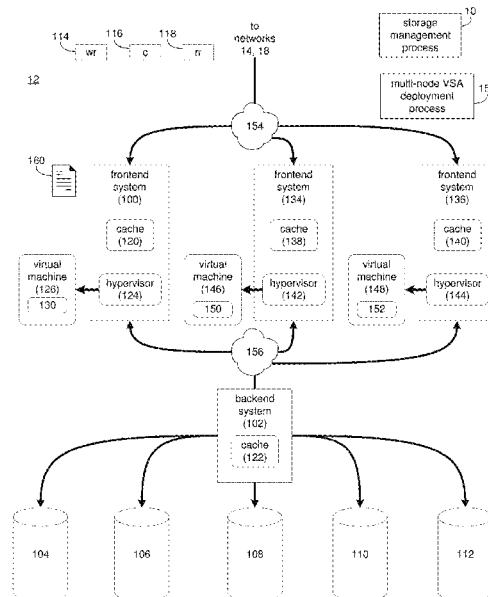 114
116
118
wr
c
rr
to
networks
14, 18
10
storage
management
process
12
multi-node VSA
deployment
process
154
160
frontend
system
(100)
frontend
system
(134)
frontend
system
(136)
cache
(120)
cache
(138)
cache
(140)
virtual
machine
(126)
130
hypervisor
(124)
virtual
machine
(146)
150
hypervisor
(142)
virtual
machine
(148)
152
hypervisor
(144)
156
backend
system
(102)
cache
(122)
104
106
108
110
112